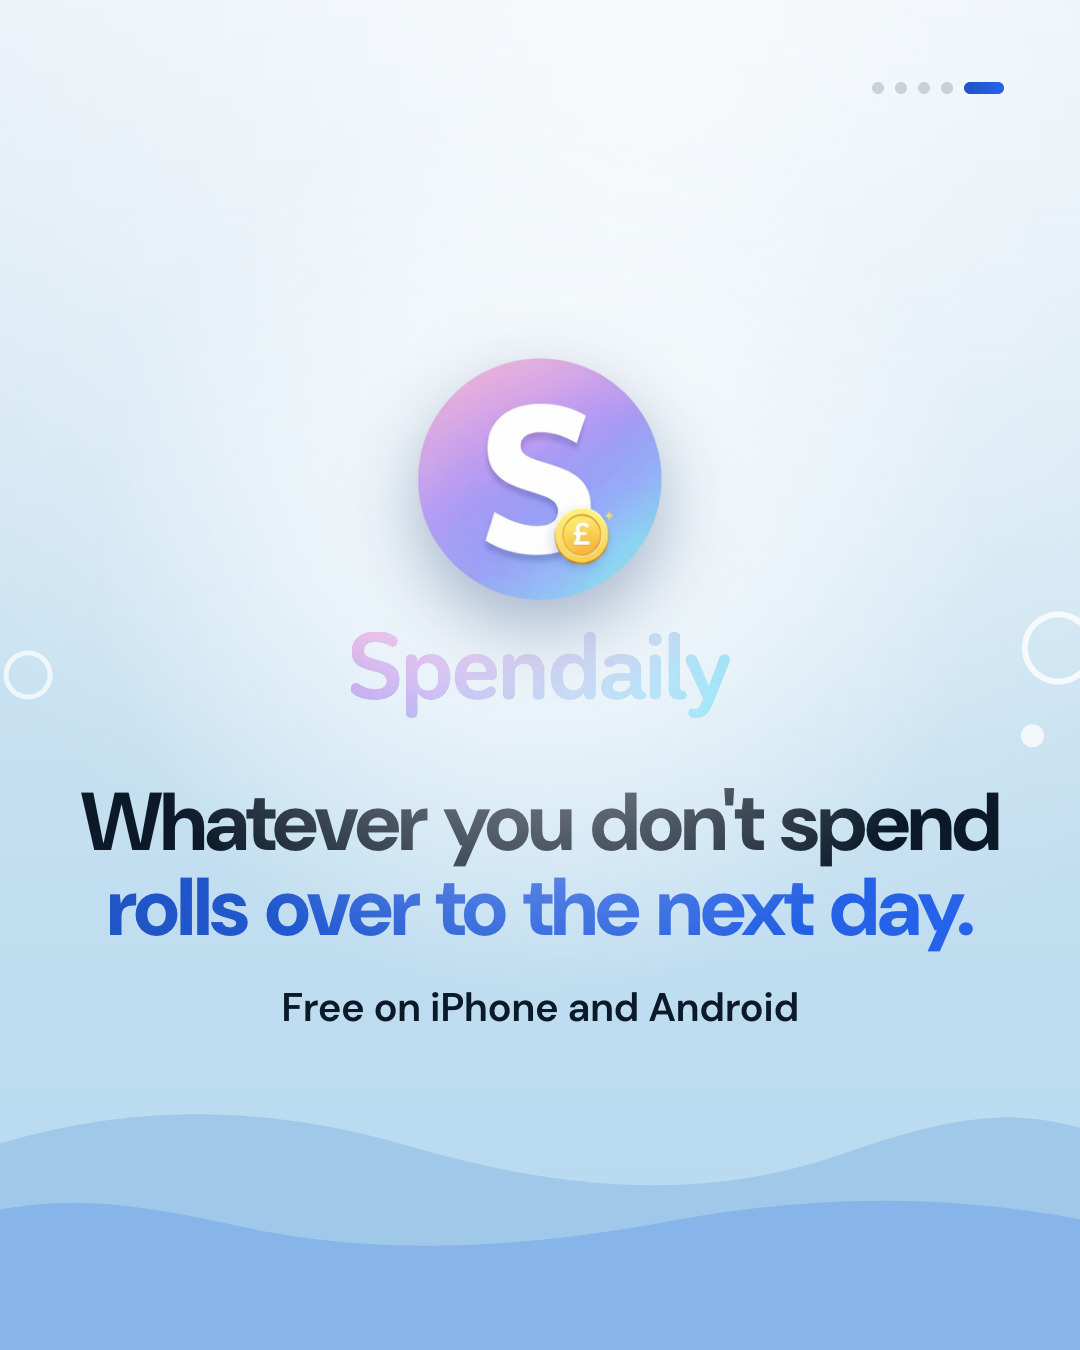 S
£
Spendaily
Whatever you don't spend
rolls over to the next day.
Free on iPhone and Android